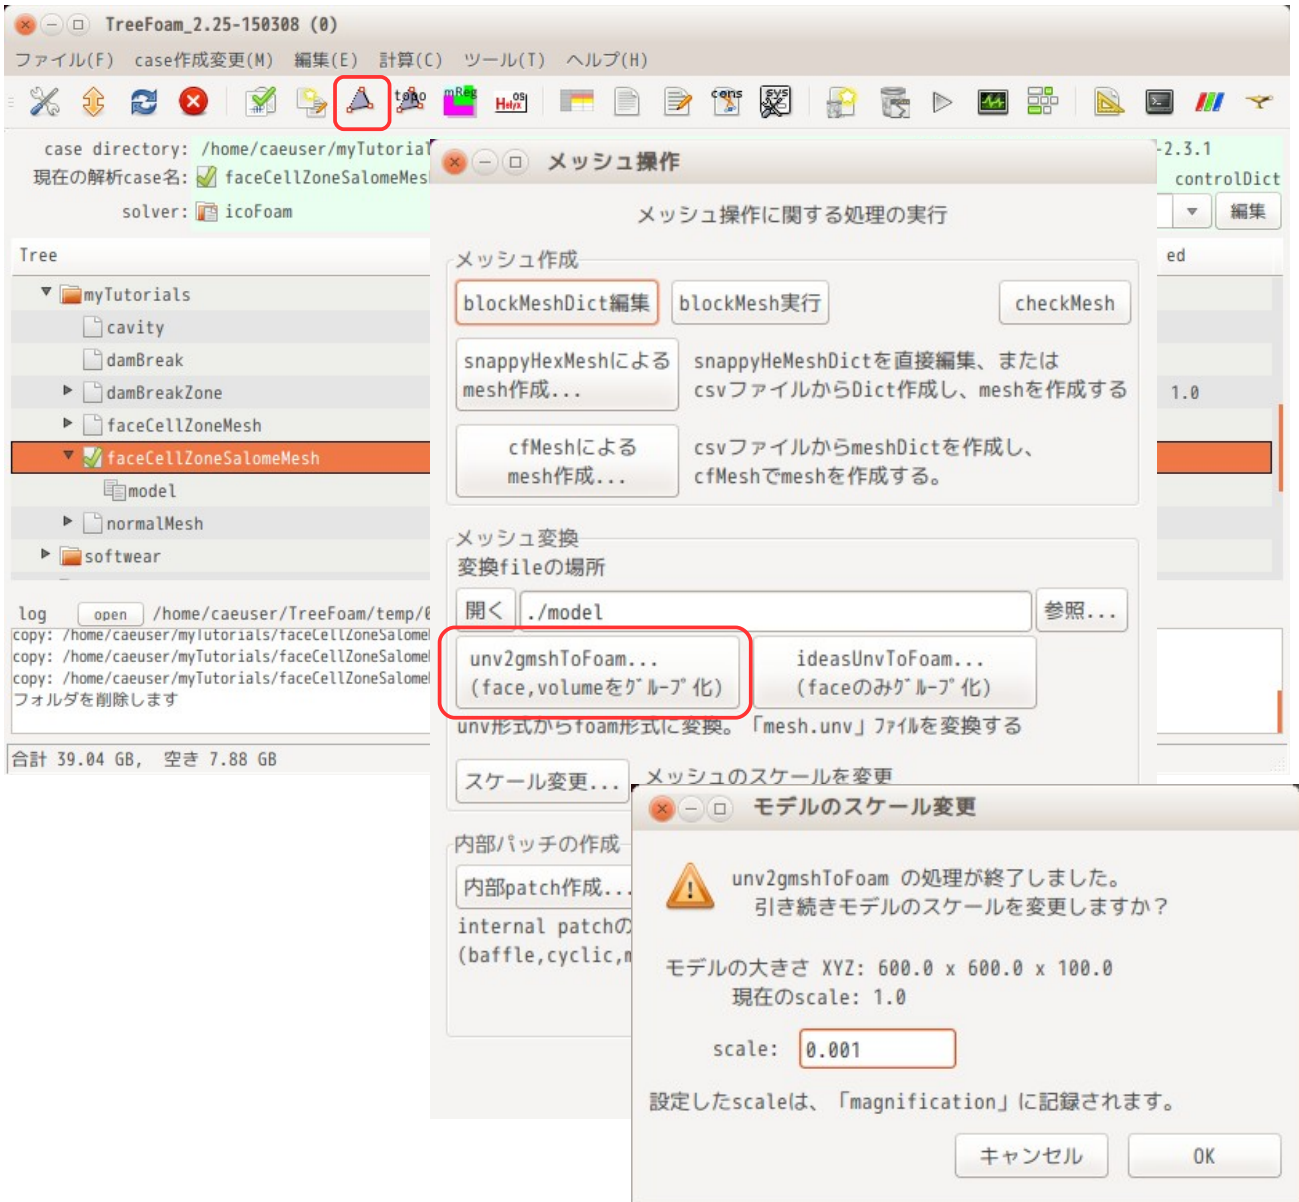 TreeFoam_2.25-150308 (0)
ファイル(F) case作成変更(M) 編集(E) 計算(C) ツール(T) ヘルプ(H)
topo mReg Helyx OS cons sys
case directory: /home/caeuser/myTutorial
-2.3.1
現在の解析case名: faceCellZoneSalomeMes
controlDict
solver: icoFoam
編集
Tree
ed
myTutorials
cavity
damBreak
damBreakZone
1.0
faceCellZoneMesh
faceCellZoneSalomeMesh
model
normalMesh
softwear
log open /home/caeuser/TreeFoam/temp/0
copy: /home/caeuser/myTutorials/faceCellZoneSalomeM
copy: /home/caeuser/myTutorials/faceCellZoneSalomeM
copy: /home/caeuser/myTutorials/faceCellZoneSalomeM
フォルダを削除します
合計 39.04 GB, 空き 7.88 GB
メッシュ操作
メッシュ操作に関する処理の実行
メッシュ作成
blockMeshDict編集 blockMesh実行 checkMesh
snappyHexMeshによる
mesh作成...
snappyHeMeshDictを直接編集、または
csvファイルからDict作成し、meshを作成する
cfMeshによる
mesh作成...
csvファイルからmeshDictを作成し、
cfMeshでmeshを作成する。
メッシュ変換
変換fileの場所
開く ./model 参照...
unv2gmshToFoam...
(face,volumeをｸﾞﾙｰﾌﾟ化)
ideasUnvToFoam...
(faceのみｸﾞﾙｰﾌﾟ化)
unv形式からfoam形式に変換。「mesh.unv」ﾌｧｲﾙを変換する
スケール変更... メッシュのスケールを変更
内部パッチの作成
内部patch作成...
internal patchの
(baffle,cyclic,m
モデルのスケール変更
unv2gmshToFoam の処理が終了しました。
引き続きモデルのスケールを変更しますか？
モデルの大きさ XYZ: 600.0 x 600.0 x 100.0
現在のscale: 1.0
scale: 0.001
設定したscaleは、「magnification」に記録されます。
キャンセル OK